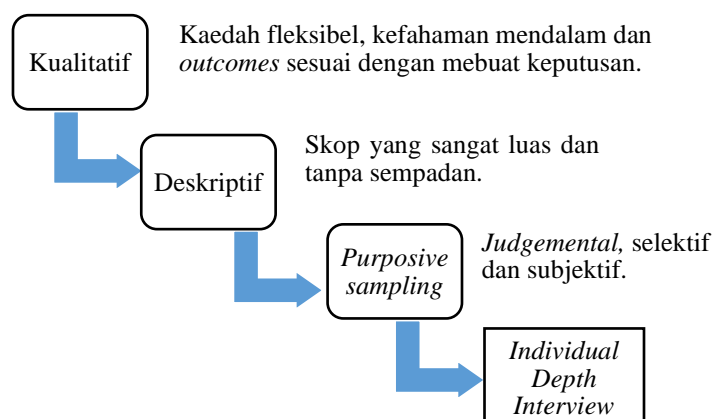 Kualitatif
Kaedah fleksibel, kefahaman mendalam dan
outcomes sesuai dengan mebuat keputusan.
Deskriptif
Skop yang sangat luas dan
tanpa sempadan.
Purposive
sampling
Judgemental, selektif
dan subjektif.
Individual
Depth
Interview